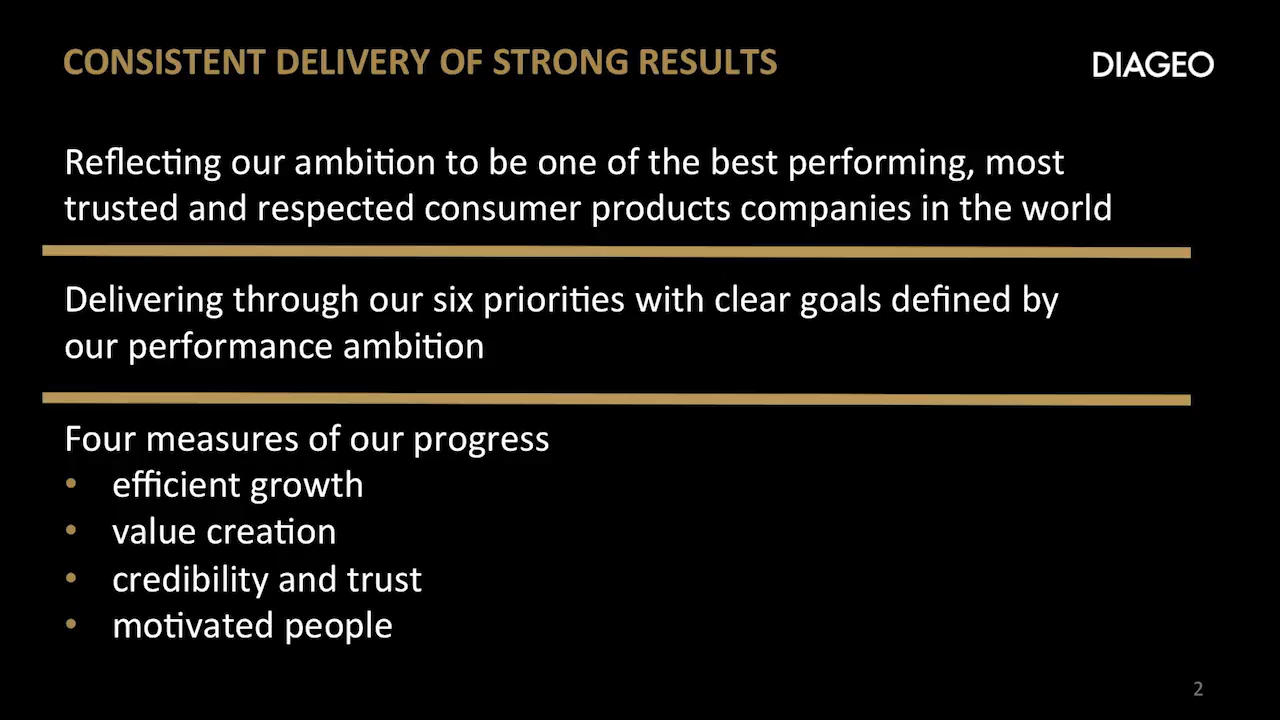 CONSISTENT DELIVERY OF STRONG RESULTS
DIAGEO
Reflecting our ambition to be one of the best performing, most
trusted and respected consumer products companies in the world
Delivering through our six priorities with clear goals defined by
our performance ambition
Four measures of our progress
• efficient growth
• value creation
• credibility and trust
• motivated people
2